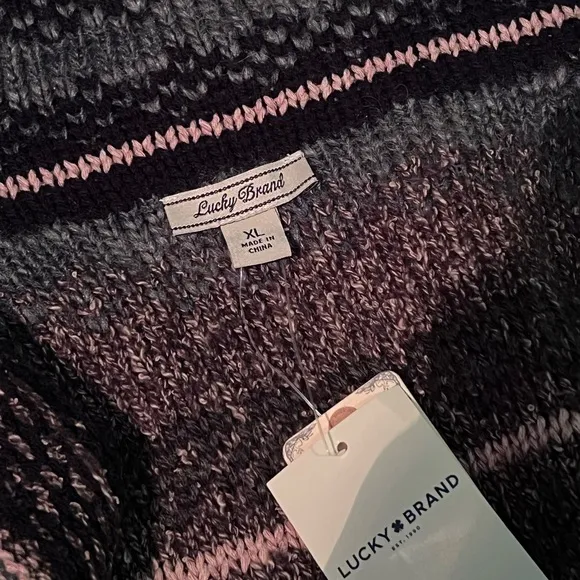 Lucky Brand
XL
MADE IN
CHINA
LUCKY BRAND
EST. 1990